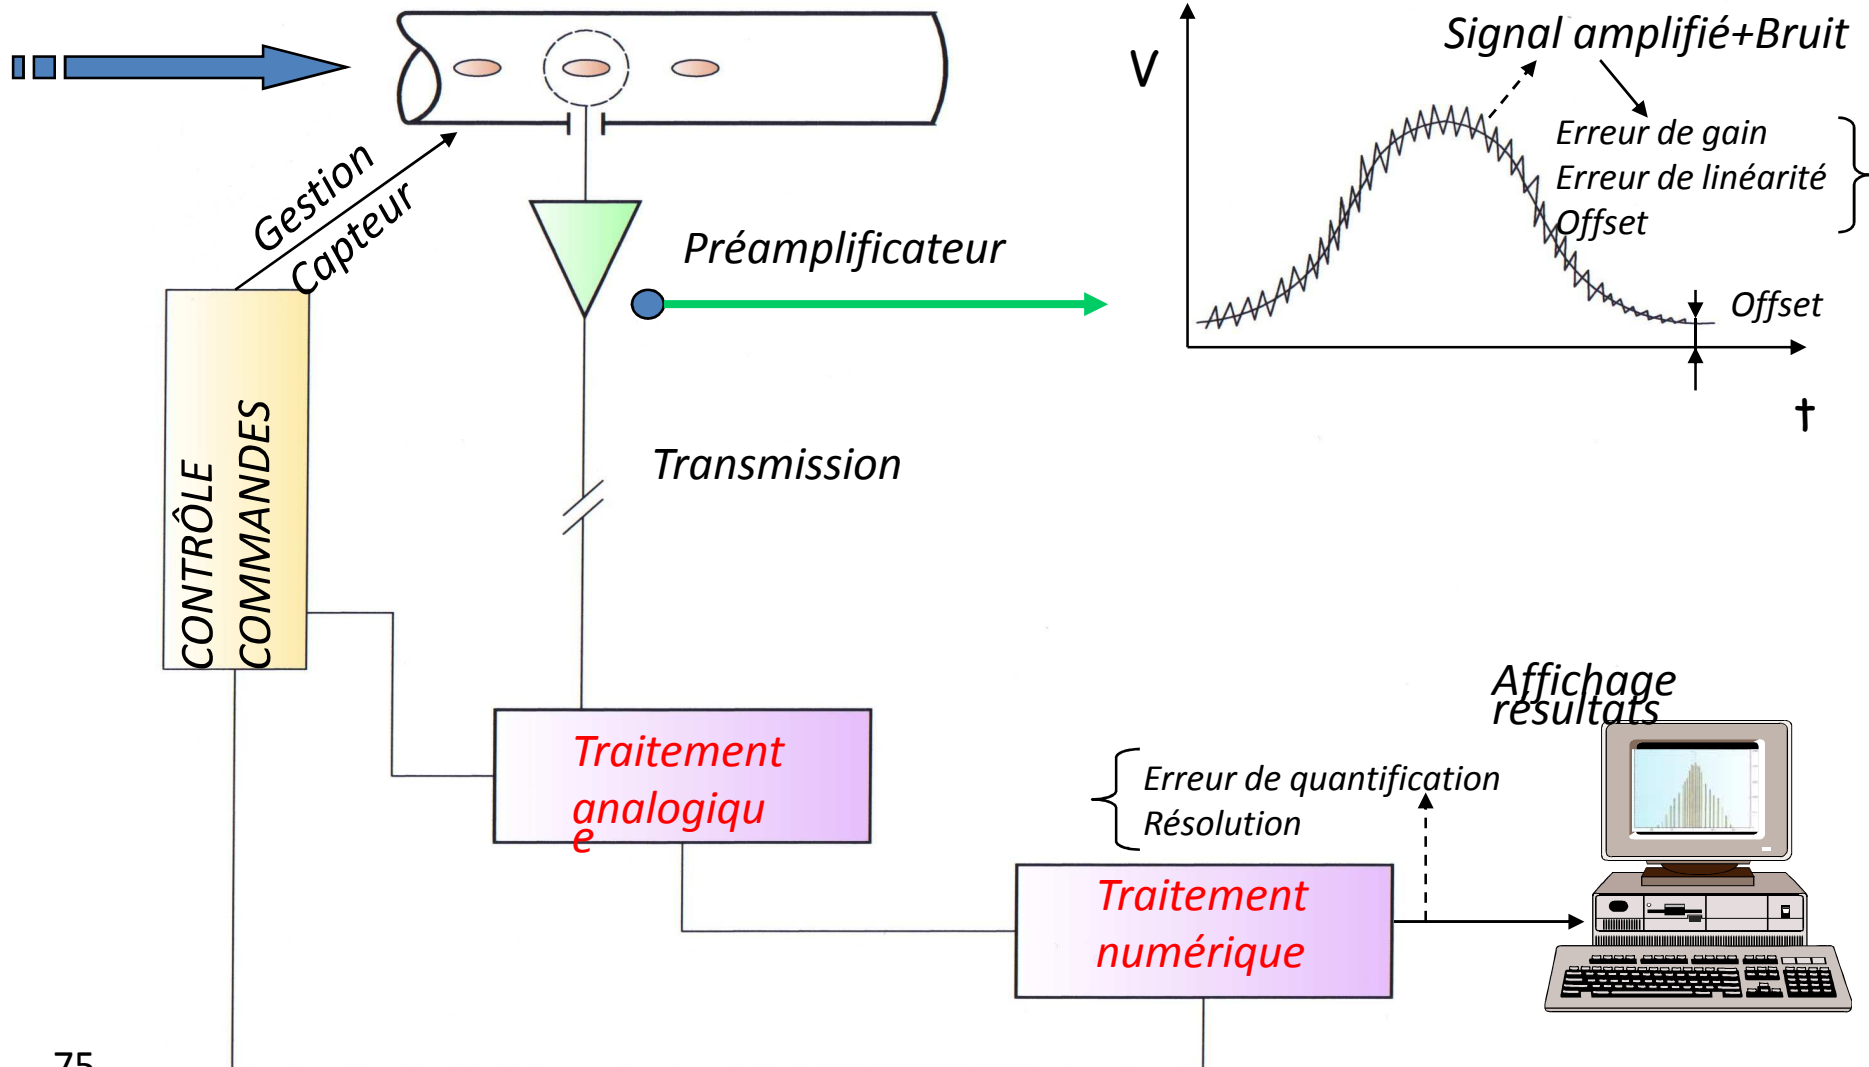 Signal amplifié+Bruit
V
Erreur de gain
Erreur de linéarité
Offset
Gestion
Capteur
Préamplificateur
Offset
t
CONTRÔLE
COMMANDES
Transmission
Affichage
résultats
Traitement
analogiqu
e
Erreur de quantification
Résolution
Traitement
numérique
75